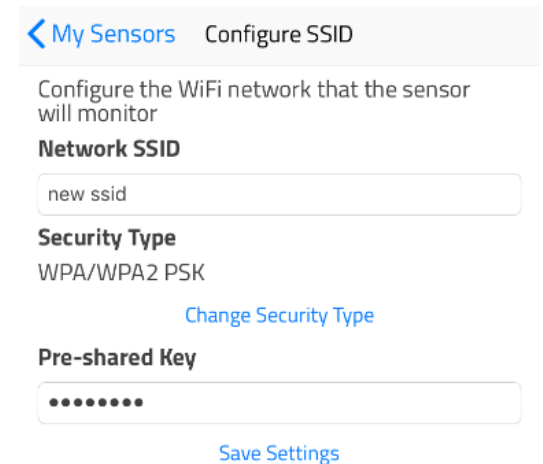 My Sensors Configure SSID
Configure the WiFi network that the sensor
will monitor
Network SSID
new ssid
Security Type
WPA/WPA2 PSK
Change Security Type
Pre-shared Key
••••••••
Save Settings